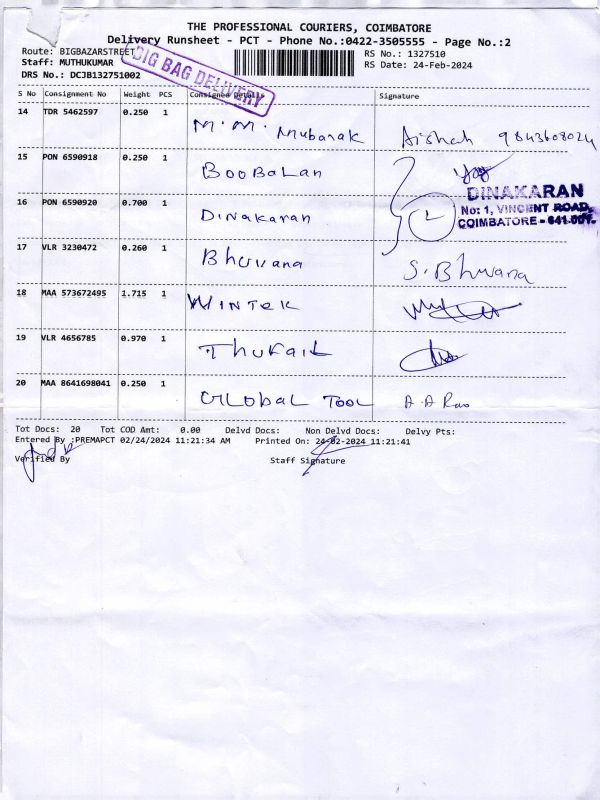 THE PROFESSIONAL COURIERS, COIMBATORE
Delivery Runsheet - PCT - Phone No.:0422-3505555 - Page No.:2
Route: BIGBAZARSTREET
RS No.: 1327510
Staff: MUTHUKUMAR
RS Date: 24-Feb-2024
DRS No.: DCJB132751002
BIG BAG DELIVERY
S No Consignment No Weight PCS Consignee Details Signature
14 TDR 5462597 0.250 1 M.M. Mubarak Aishah 9843608024
15 PON 6590918 0.250 1 Boobalan
16 PON 6590920 0.700 1 Dinakaran
DINAKARAN
No: 1, VINCENT ROAD,
COIMBATORE - 641 001.
17 VLR 3230472 0.260 1 Bhuvana S. Bhuvana
18 MAA 573672495 1.715 1 WINTEK
19 VLR 4656785 0.970 1 Thufail
20 MAA 8641698041 0.250 1 GLOBAL TOOL A.A Rao
Tot Docs: 20 Tot COD Amt: 0.00 Delvd Docs: Non Delvd Docs: Delvy Pts:
Entered By :PREMAPCT 02/24/2024 11:21:34 AM Printed On: 24-02-2024 11:21:41
Verified By Staff Signature